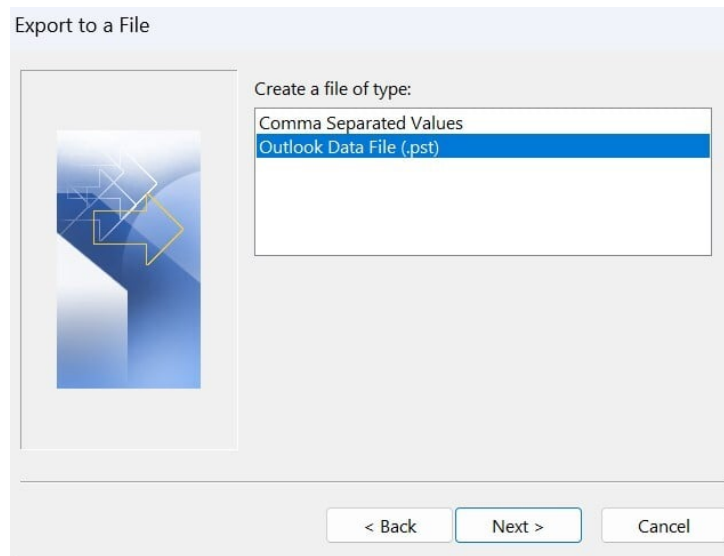 Export to a File
Create a file of type:
Comma Separated Values
Outlook Data File (.pst)
< Back
Next >
Cancel